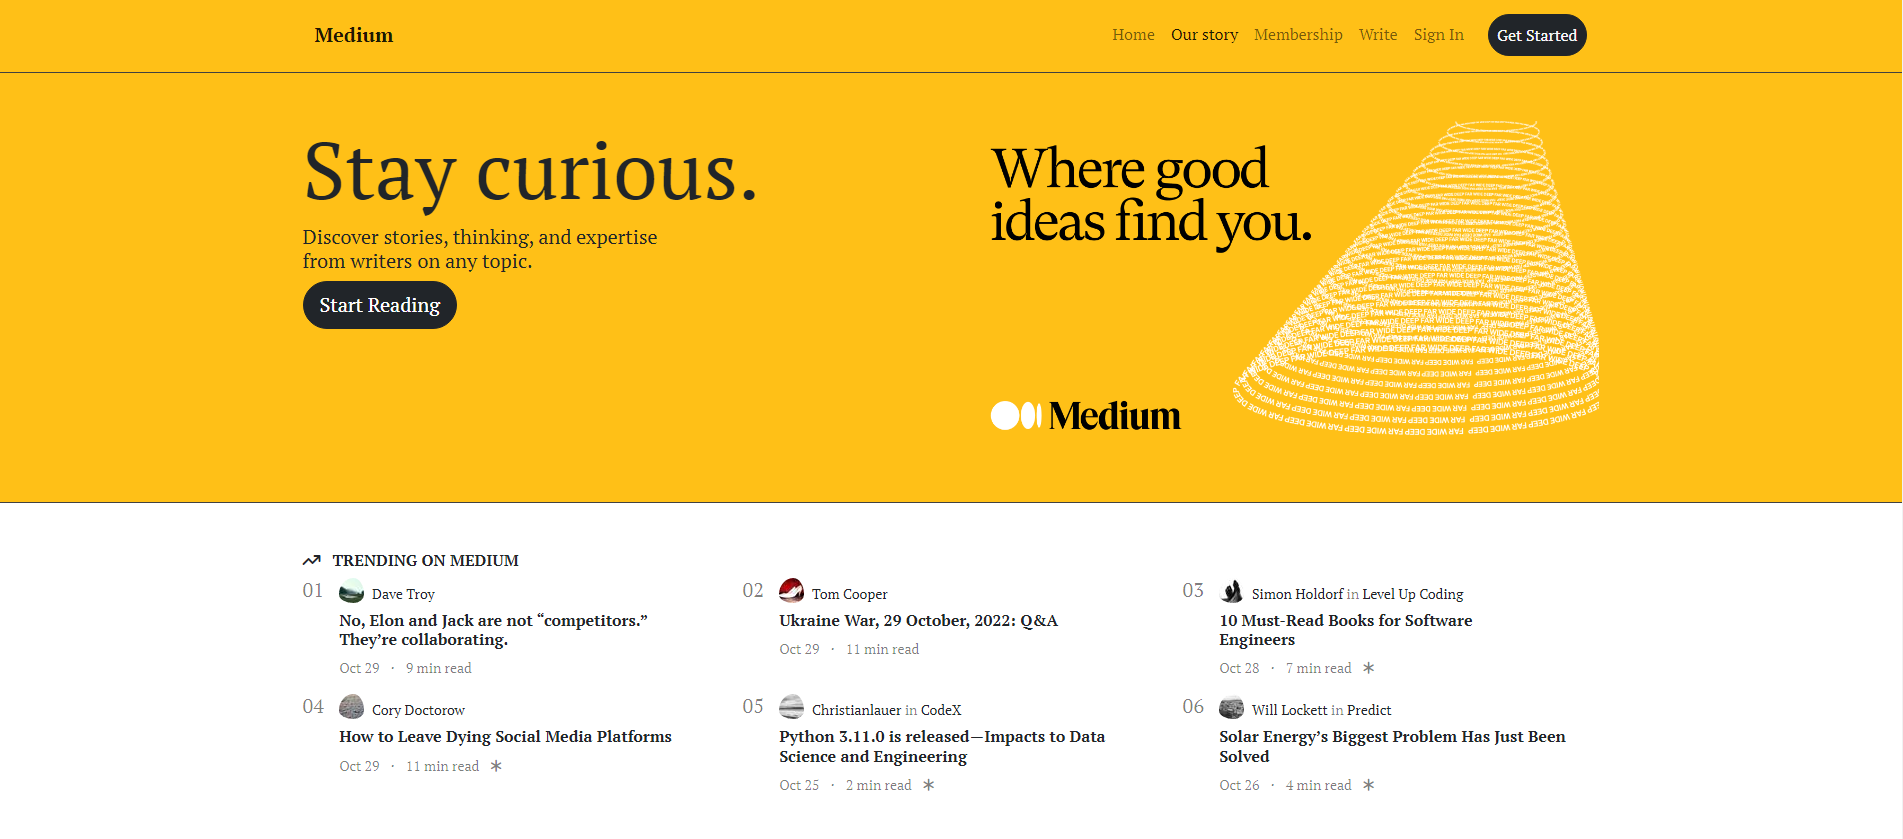 Medium
Home Our story Membership Write Sign In Get Started
Stay curious.
Discover stories, thinking, and expertise
from writers on any topic.
Start Reading
Where good
ideas find you.
Medium
FAR WIDE DEEP
TRENDING ON MEDIUM
01 Dave Troy
No, Elon and Jack are not “competitors.”
They’re collaborating.
Oct 29 · 9 min read
02 Tom Cooper
Ukraine War, 29 October, 2022: Q&A
Oct 29 · 11 min read
03 Simon Holdorf in Level Up Coding
10 Must-Read Books for Software
Engineers
Oct 28 · 7 min read
04 Cory Doctorow
How to Leave Dying Social Media Platforms
Oct 29 · 11 min read
05 Christianlauer in CodeX
Python 3.11.0 is released—Impacts to Data
Science and Engineering
Oct 25 · 2 min read
06 Will Lockett in Predict
Solar Energy’s Biggest Problem Has Just Been
Solved
Oct 26 · 4 min read